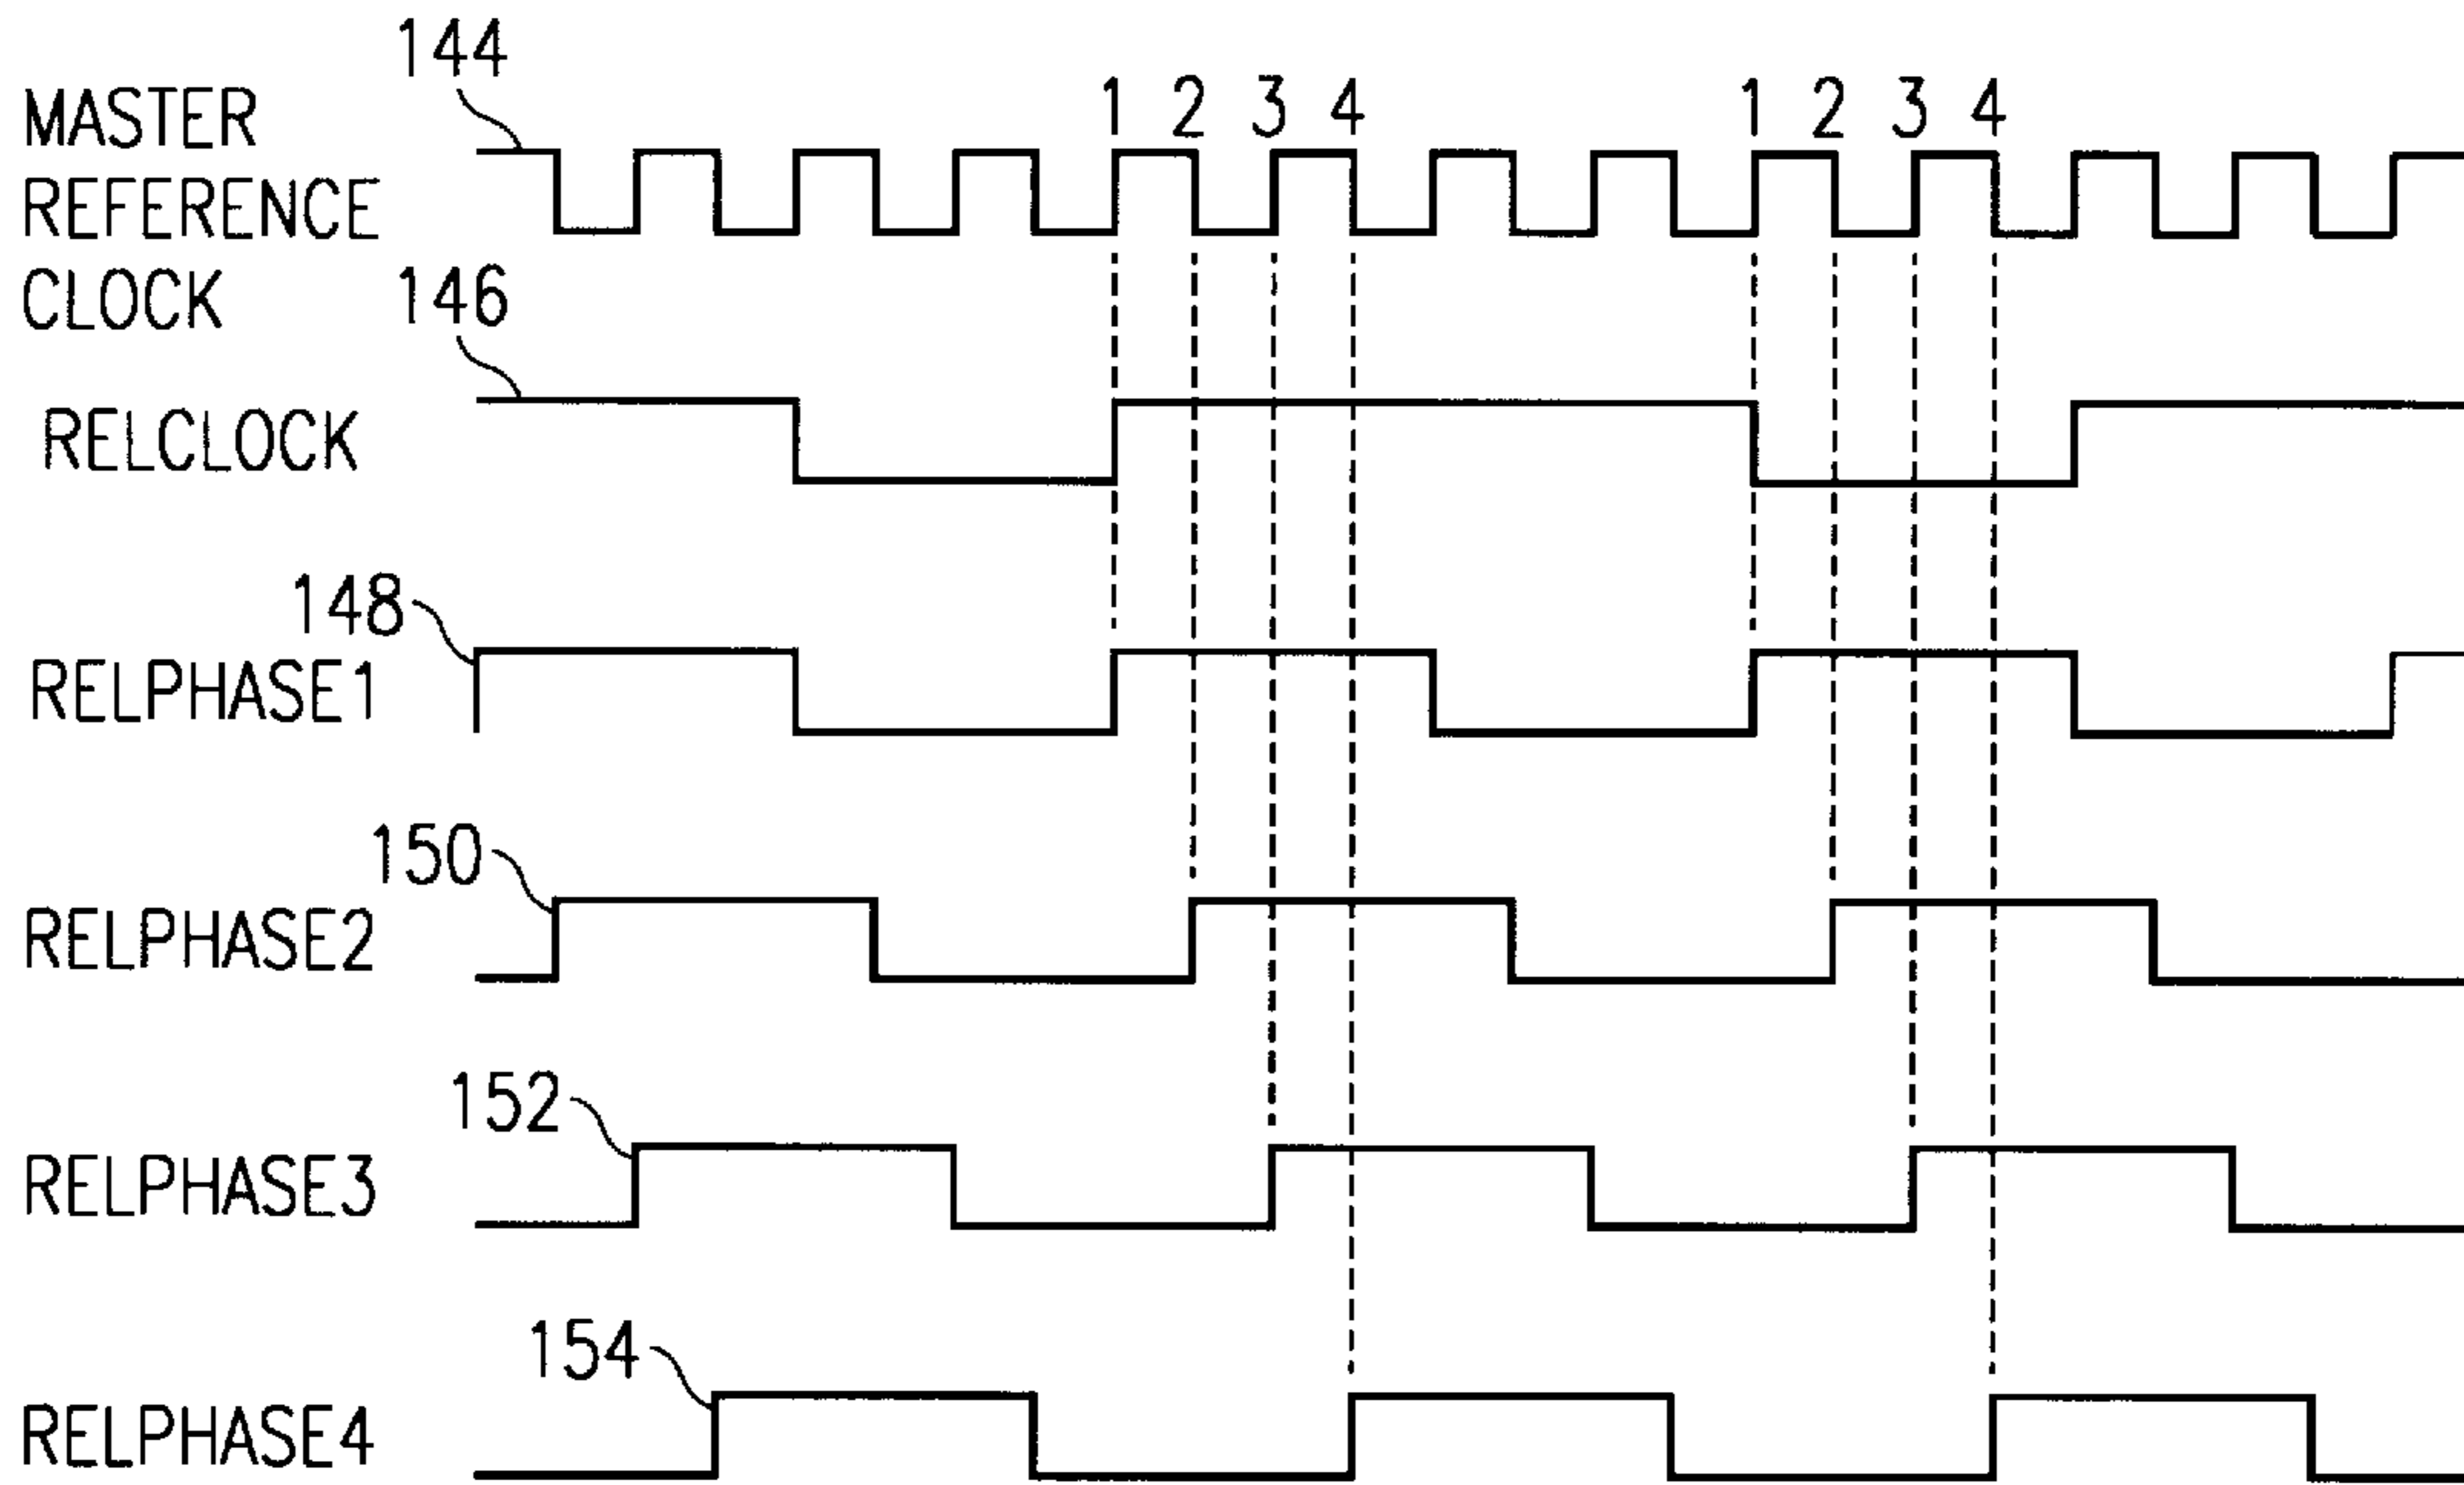 144
MASTER
REFERENCE
CLOCK
1 2 3 4 1 2 3 4
146
RELCLOCK
148
RELPHASE1
150
RELPHASE2
152
RELPHASE3
154
RELPHASE4